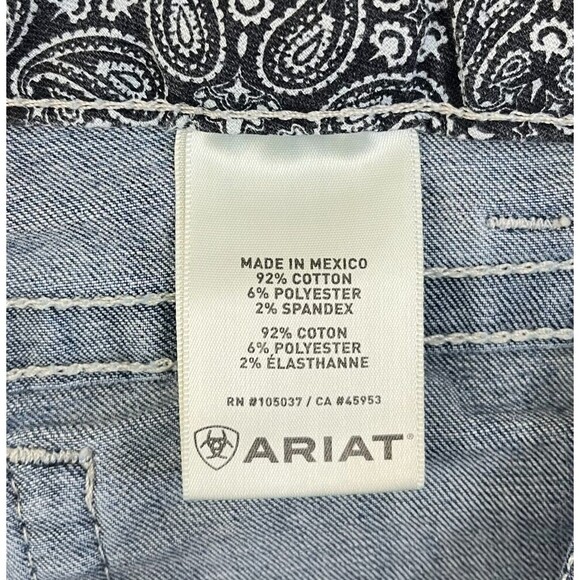 MADE IN MEXICO
92% COTTON
6% POLYESTER
2% SPANDEX
92% COTON
6% POLYESTER
2% ÉLASTHANNE
RN #105037 / CA #45953
ARIAT